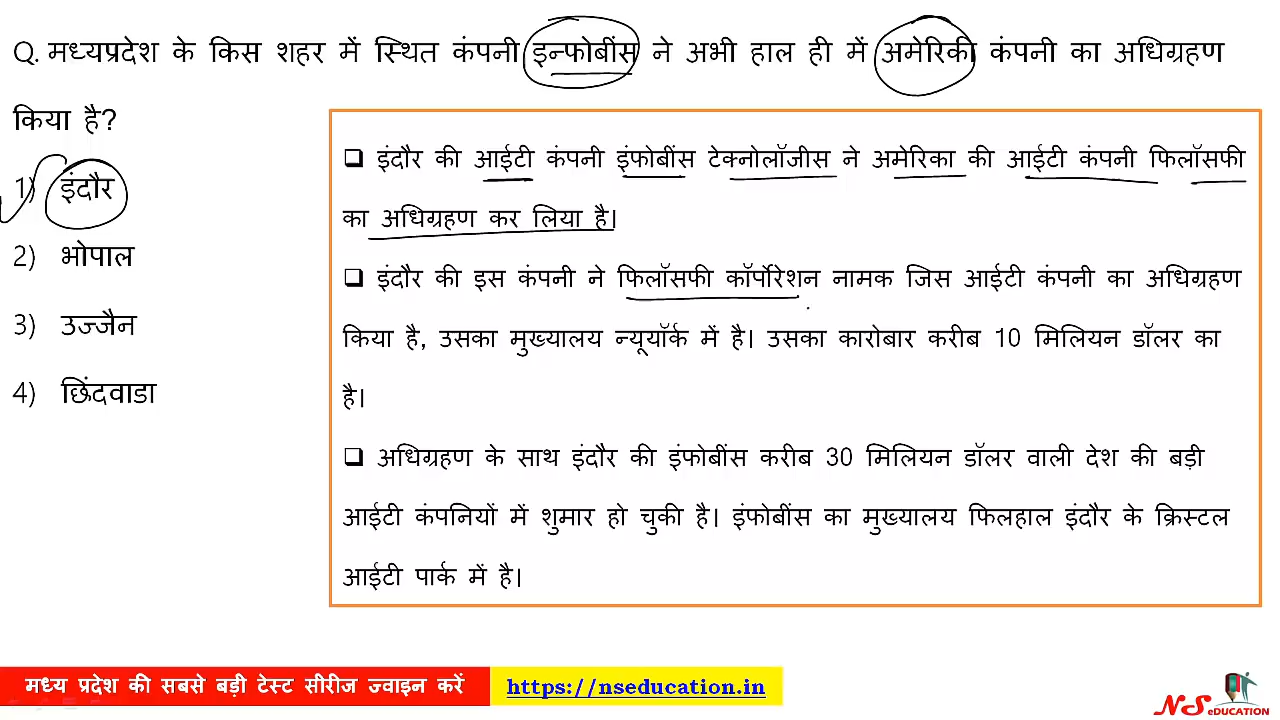 Q. मध्यप्रदेश के किस शहर में स्थित कंपनी इन्फोबींस ने अभी हाल ही में अमेरिकी कंपनी का अधिग्रहण
किया है?
1) इंदौर
2) भोपाल
3) उज्जैन
4) छिंदवाडा
❑ इंदौर की आईटी कंपनी इंफोबींस टेक्नोलॉजीस ने अमेरिका की आईटी कंपनी फिलॉसफी
का अधिग्रहण कर लिया है।
❑ इंदौर की इस कंपनी ने फिलॉसफी कॉर्पोरेशन नामक जिस आईटी कंपनी का अधिग्रहण
किया है, उसका मुख्यालय न्यूयॉर्क में है। उसका कारोबार करीब 10 मिलियन डॉलर का
है।
❑ अधिग्रहण के साथ इंदौर की इंफोबींस करीब 30 मिलियन डॉलर वाली देश की बड़ी
आईटी कंपनियों में शुमार हो चुकी है। इंफोबींस का मुख्यालय फिलहाल इंदौर के क्रिस्टल
आईटी पार्क में है।
मध्य प्रदेश की सबसे बड़ी टेस्ट सीरीज ज्वाइन करें
https://nseducation.in
NS eDUCATION